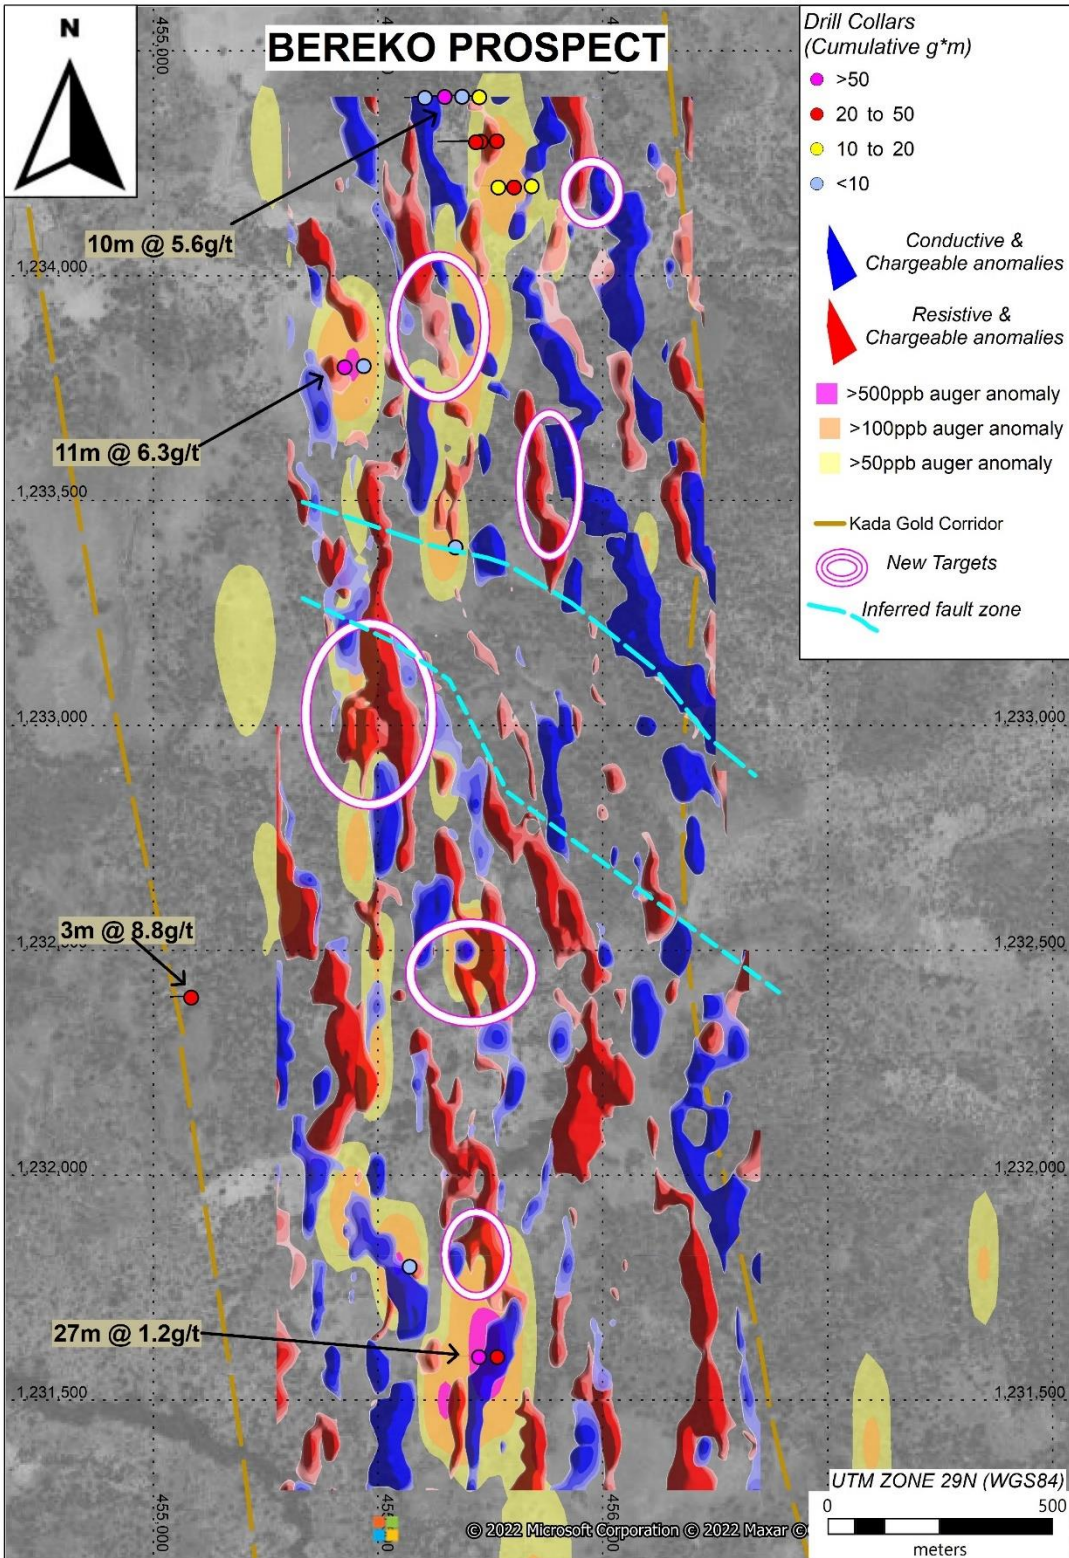 N
BEREKO PROSPECT
455,000
Drill Collars
(Cumulative g*m)
>50
20 to 50
10 to 20
<10
Conductive &
Chargeable anomalies
Resistive &
Chargeable anomalies
>500ppb auger anomaly
>100ppb auger anomaly
>50ppb auger anomaly
Kada Gold Corridor
New Targets
Inferred fault zone
10m @ 5.6g/t
1,234,000
11m @ 6.3g/t
1,233,500
1,233,000
1,233,000
3m @ 8.8g/t
1,232,500
1,232,000
1,232,000
27m @ 1.2g/t
1,231,500
1,231,500
UTM ZONE 29N (WGS84)
0 500
meters
455,000
© 2022 Microsoft Corporation © 2022 Maxar ©